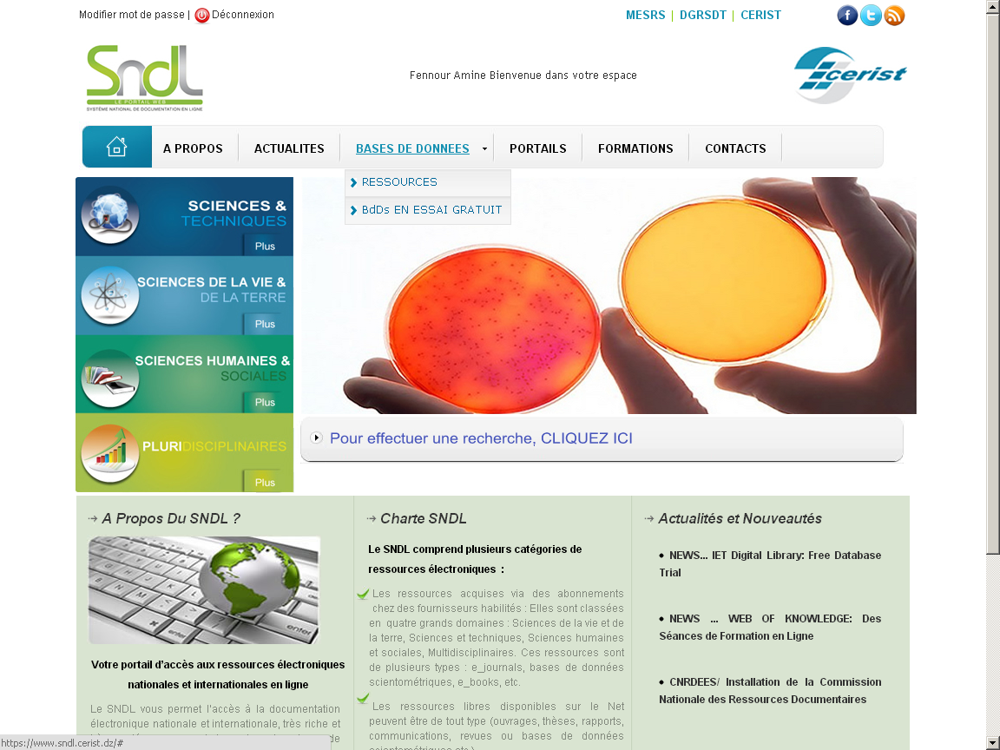 Modifier mot de passe | Déconnexion
MESRS | DGRSDT | CERIST
Sndl
LE PORTAIL WEB
SYSTÈME NATIONAL DE DOCUMENTATION EN LIGNE
Fennour Amine Bienvenue dans votre espace
cerist
A PROPOS
ACTUALITES
BASES DE DONNEES
PORTAILS
FORMATIONS
CONTACTS
RESSOURCES
BdDs EN ESSAI GRATUIT
SCIENCES &
TECHNIQUES
Plus
SCIENCES DE LA VIE &
DE LA TERRE
Plus
SCIENCES HUMAINES &
SOCIALES
Plus
PLURIDISCIPLINAIRES
Plus
Pour effectuer une recherche, CLIQUEZ ICI
A Propos Du SNDL ?
enter
Votre portail d'accès aux ressources électroniques
nationales et internationales en ligne
Le SNDL vous permet l'accès à la documentation
électronique nationale et internationale, très riche et
de
Charte SNDL
Le SNDL comprend plusieurs catégories de
ressources électroniques :
Les ressources acquises via des abonnements
chez des fournisseurs habilités : Elles sont classées
en quatre grands domaines : Sciences de la vie et de
la terre, Sciences et techniques, Sciences humaines
et sociales, Multidisciplinaires. Ces ressources sont
de plusieurs types : e_journals, bases de données
scientométriques, e_books, etc.
Les ressources libres disponibles sur le Net
peuvent être de tout type (ouvrages, thèses, rapports,
communications, revues ou bases de données
scientométriques etc.)
Actualités et Nouveautés
• NEWS... IET Digital Library: Free Database
Trial
• NEWS ... WEB OF KNOWLEDGE: Des
Séances de Formation en Ligne
• CNRDEES/ Installation de la Commission
Nationale des Ressources Documentaires
https://www.sndl.cerist.dz/#